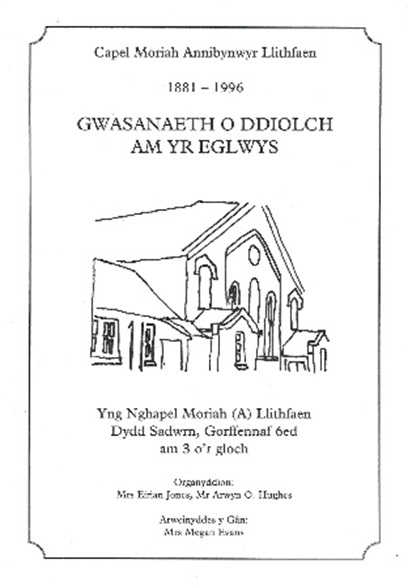 Capel Moriah Annibynwyr Llithfaen
1881 – 1996
GWASANAETH O DDIOLCH
AM YR EGLWYS
Yng Nghapel Moriah (A) Llithfaen
Dydd Sadwrn, Gorffennaf 6ed
am 3 o'r gloch
Organyddion:
Mrs Eirian Jones, Mr Arwyn O. Hughes
Arweinyddes y Gân:
Mrs Megan Evans